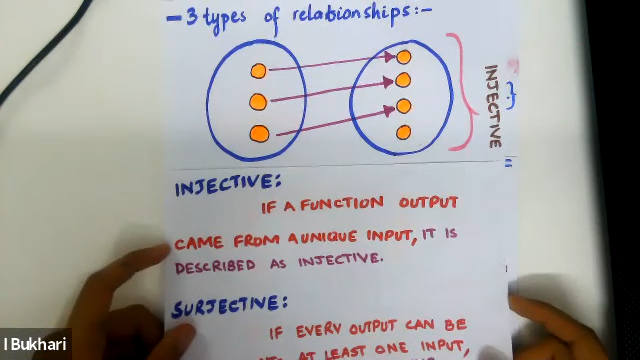 - 3 types of relationships:-
INJECTIVE
INJECTIVE:
IF A FUNCTION OUTPUT
CAME FROM A UNIQUE INPUT, IT IS
DESCRIBED AS INJECTIVE.
SURJECTIVE:
IF EVERY OUTPUT CAN BE
AT LEAST ONE INPUT,
I Bukhari